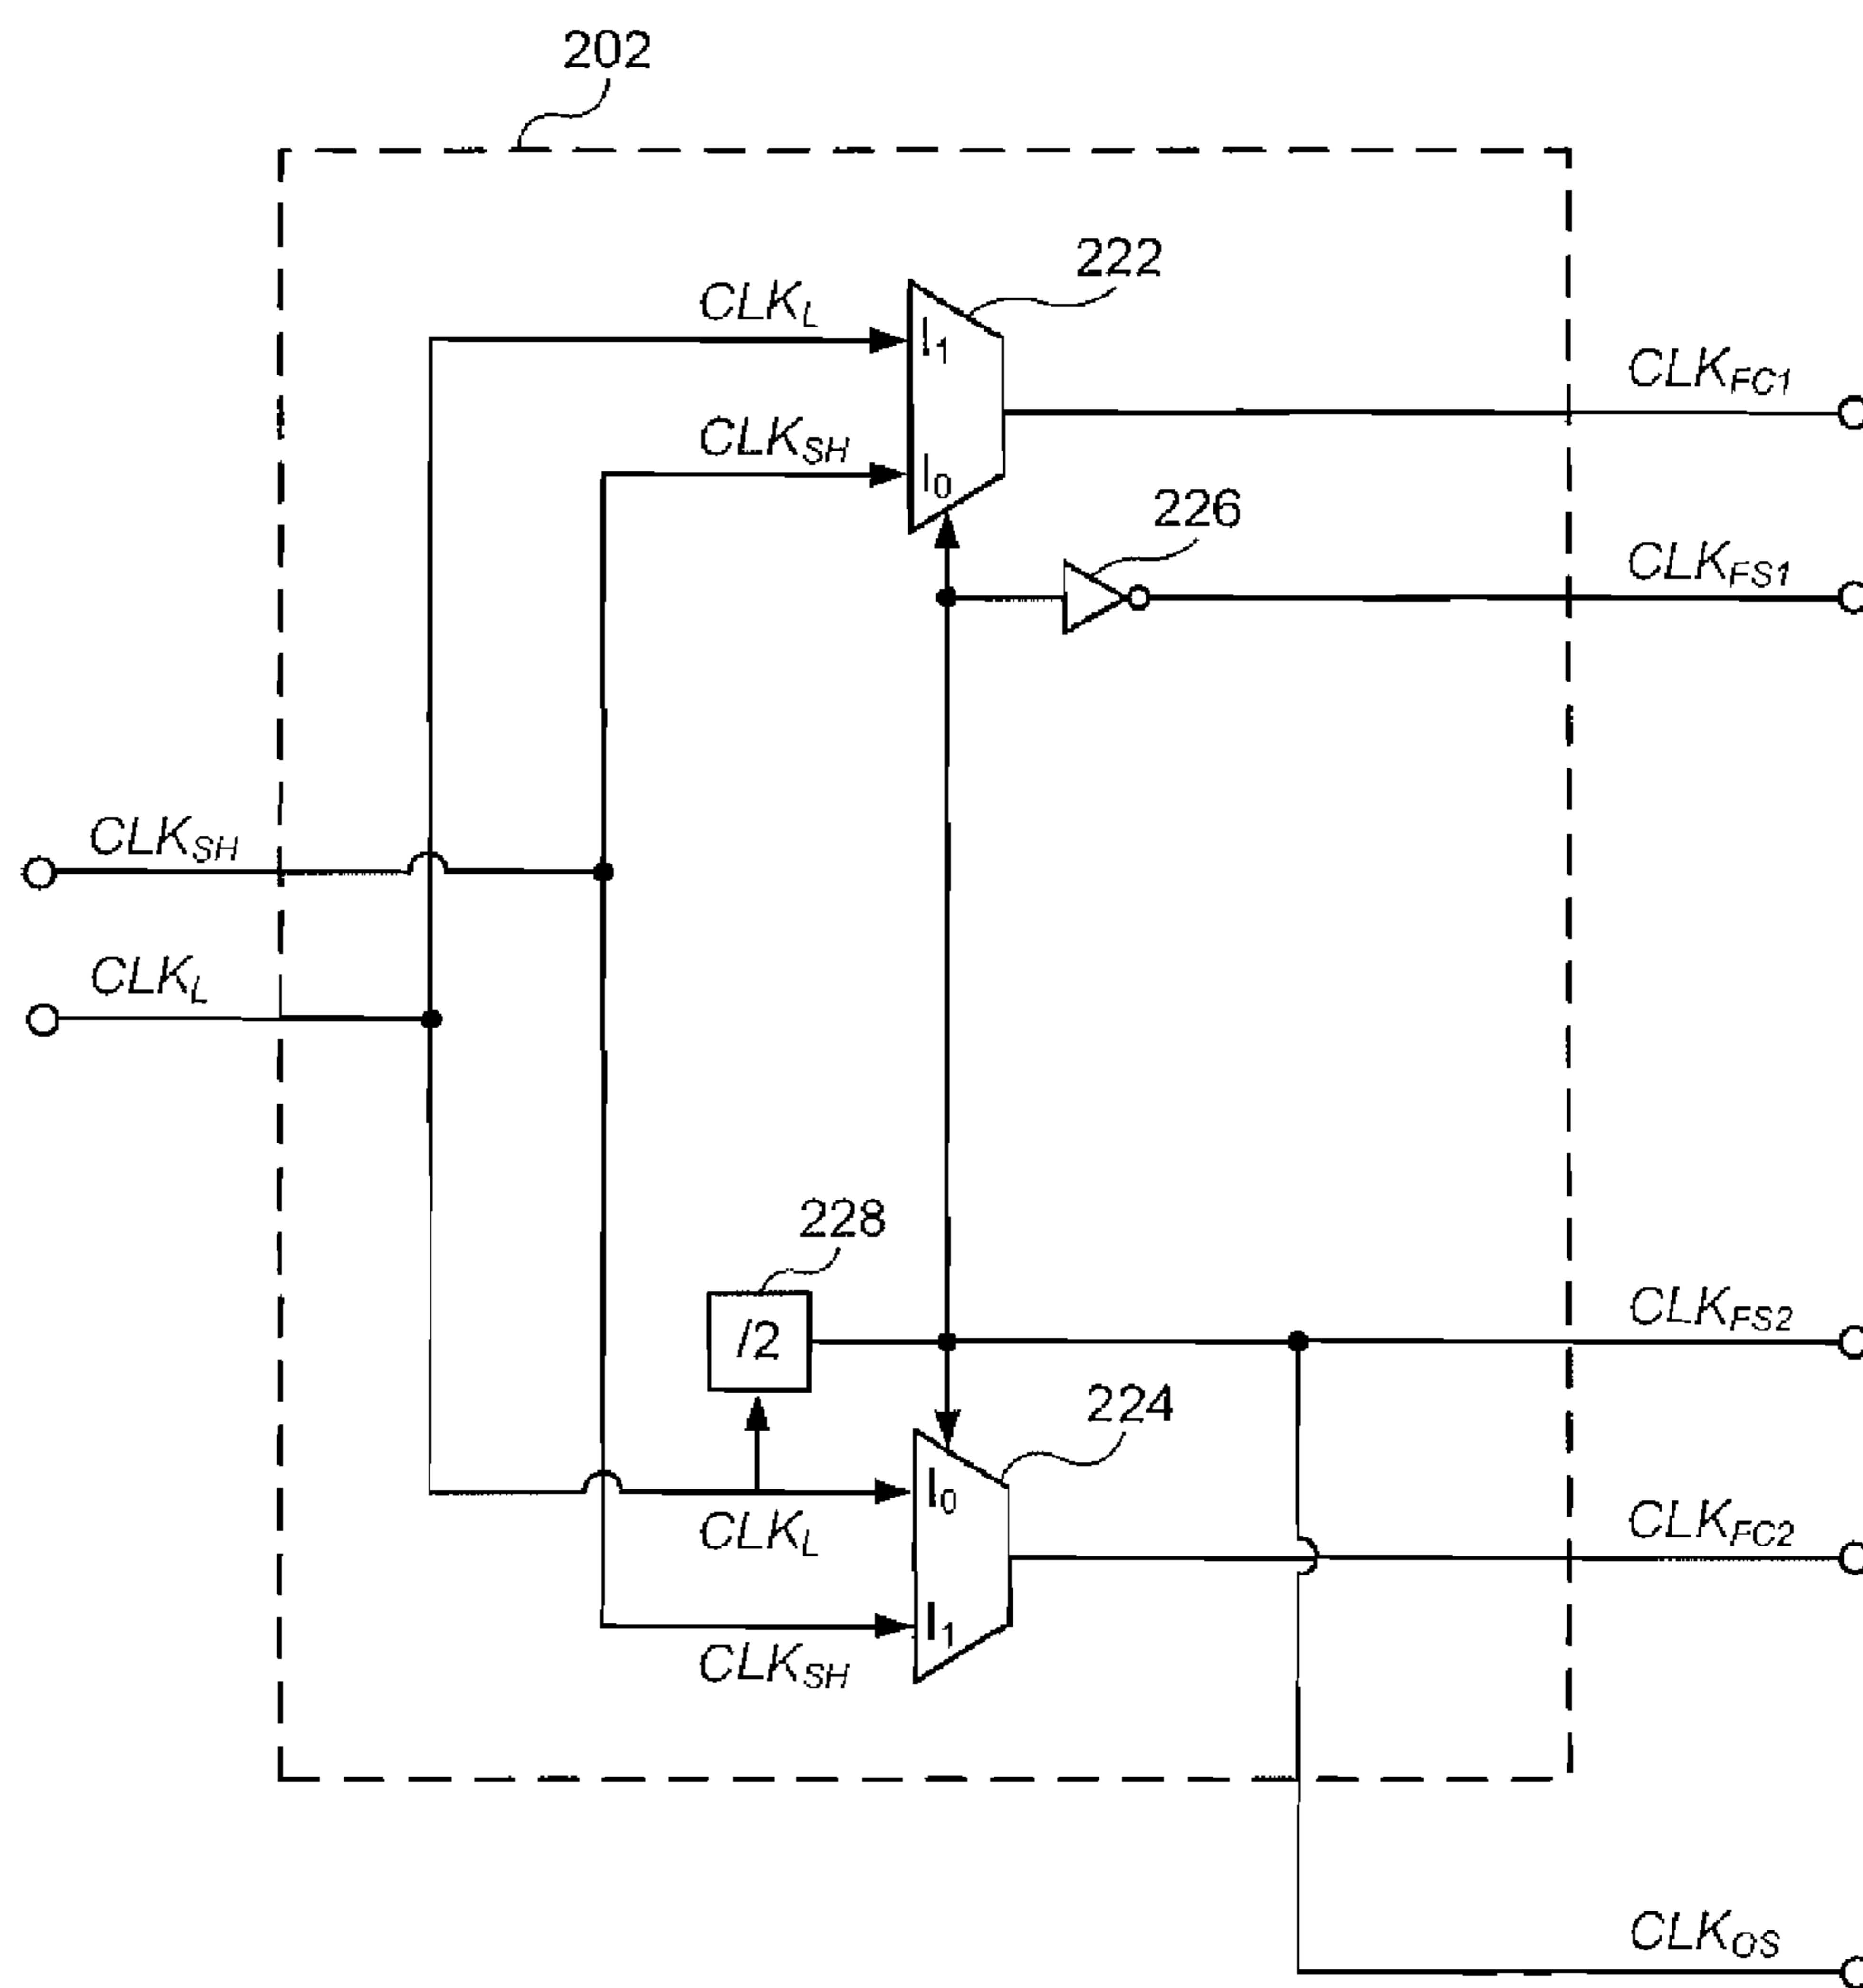 202
222
CLK_L
I_1
CLK_FC1
CLK_SH
I_0
226
CLK_FS1
CLK_SH
CLK_L
228
/2
CLK_FS2
224
I_0
CLK_L
CLK_FC2
I_1
CLK_SH
CLK_OS